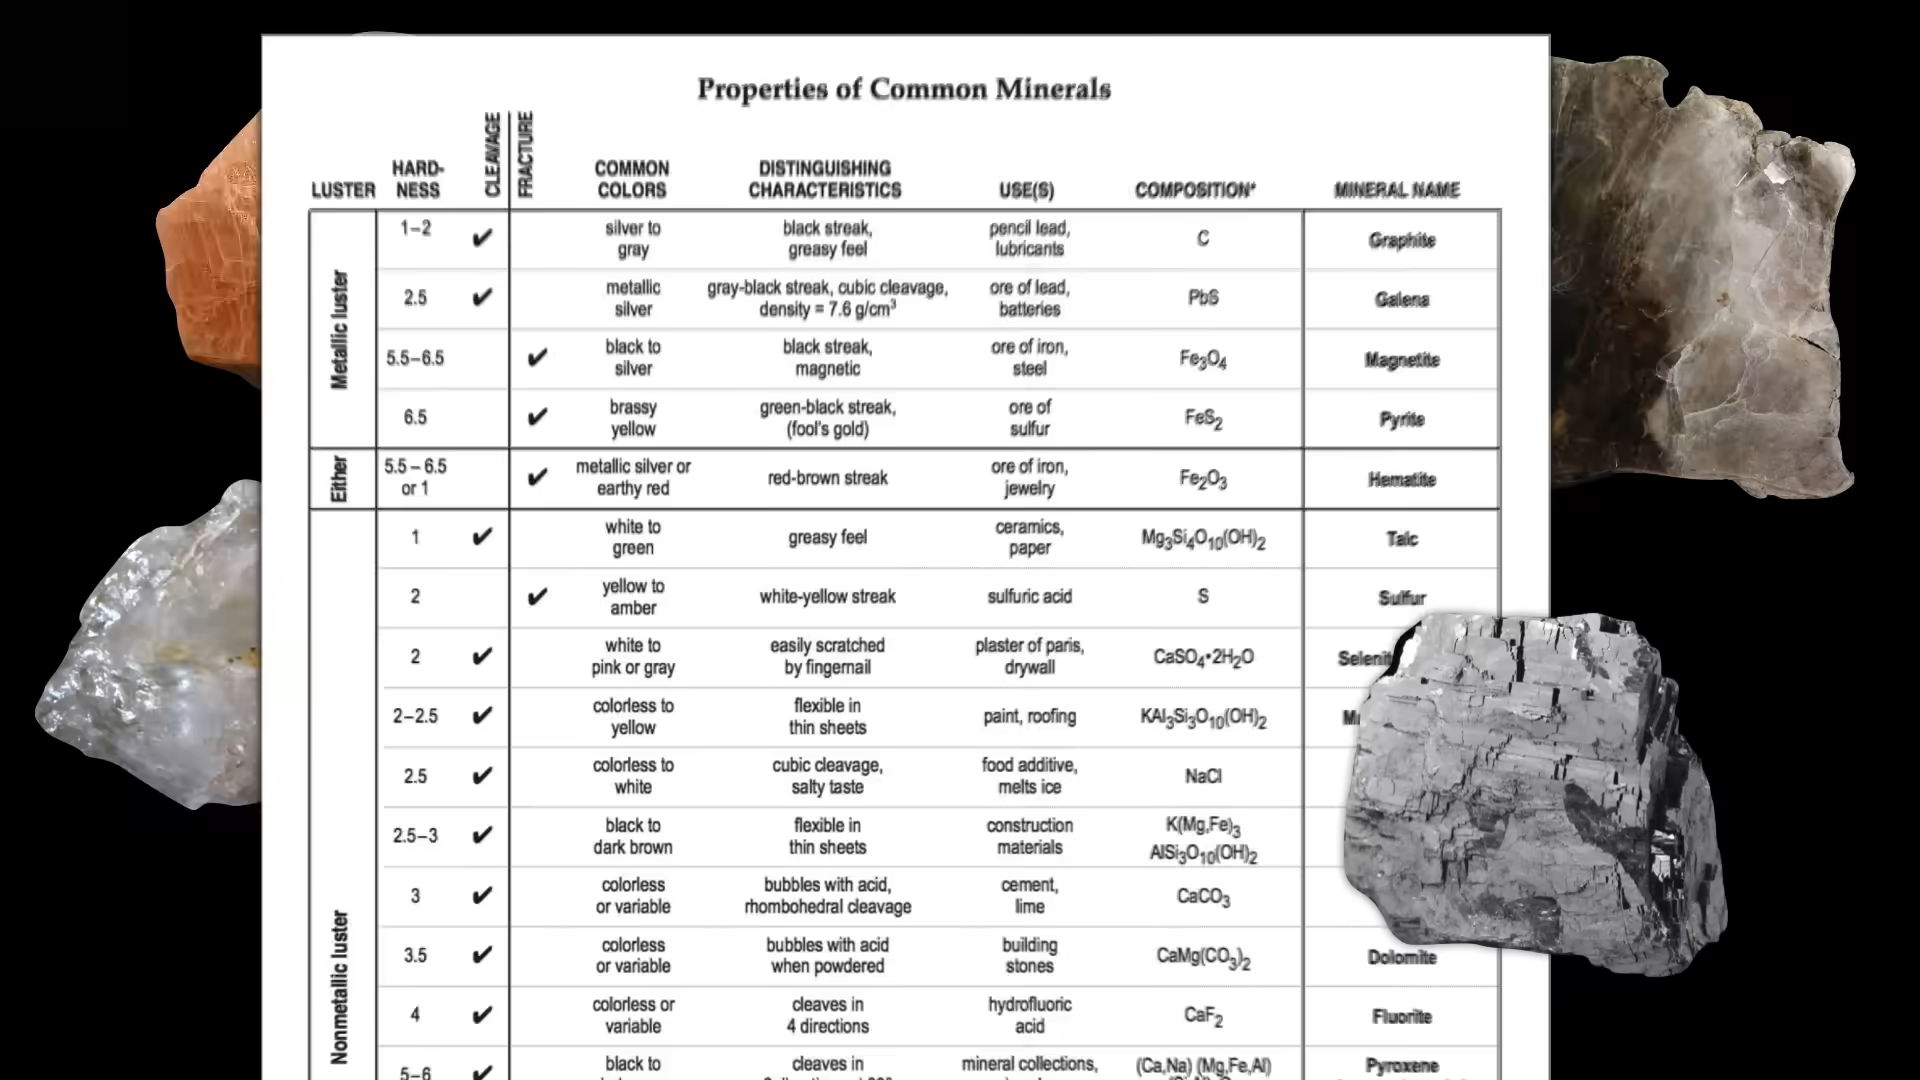 Properties of Common Minerals
LUSTER HARD-NESS CLEAVAGE FRACTURE COMMON COLORS DISTINGUISHING CHARACTERISTICS USE(S) COMPOSITION* MINERAL NAME
Metallic luster
1–2 ✔ silver to gray black streak, greasy feel pencil lead, lubricants C Graphite
2.5 ✔ metallic silver gray-black streak, cubic cleavage, density = 7.6 g/cm³ ore of lead, batteries PbS Galena
5.5–6.5 ✔ black to silver black streak, magnetic ore of iron, steel Fe₃O₄ Magnetite
6.5 ✔ brassy yellow green-black streak, (fool's gold) ore of sulfur FeS₂ Pyrite
Either
5.5 – 6.5 or 1 ✔ metallic silver or earthy red red-brown streak ore of iron, jewelry Fe₂O₃ Hematite
Nonmetallic luster
1 ✔ white to green greasy feel ceramics, paper Mg₃Si₄O₁₀(OH)₂ Talc
2 ✔ yellow to amber white-yellow streak sulfuric acid S Sulfur
2 ✔ white to pink or gray easily scratched by fingernail plaster of paris, drywall CaSO₄•2H₂O Selenit
2–2.5 ✔ colorless to yellow flexible in thin sheets paint, roofing KAl₃Si₃O₁₀(OH)₂
2.5 ✔ colorless to white cubic cleavage, salty taste food additive, melts ice NaCl
2.5–3 ✔ black to dark brown flexible in thin sheets construction materials K(Mg,Fe)₃ AlSi₃O₁₀(OH)₂
3 ✔ colorless or variable bubbles with acid, rhombohedral cleavage cement, lime CaCO₃
3.5 ✔ colorless or variable bubbles with acid when powdered building stones CaMg(CO₃)₂ Dolomite
4 ✔ colorless or variable cleaves in 4 directions hydrofluoric acid CaF₂ Fluorite
5–6 ✔ black to cleaves in mineral collections, (Ca,Na) (Mg,Fe,Al) Pyroxene